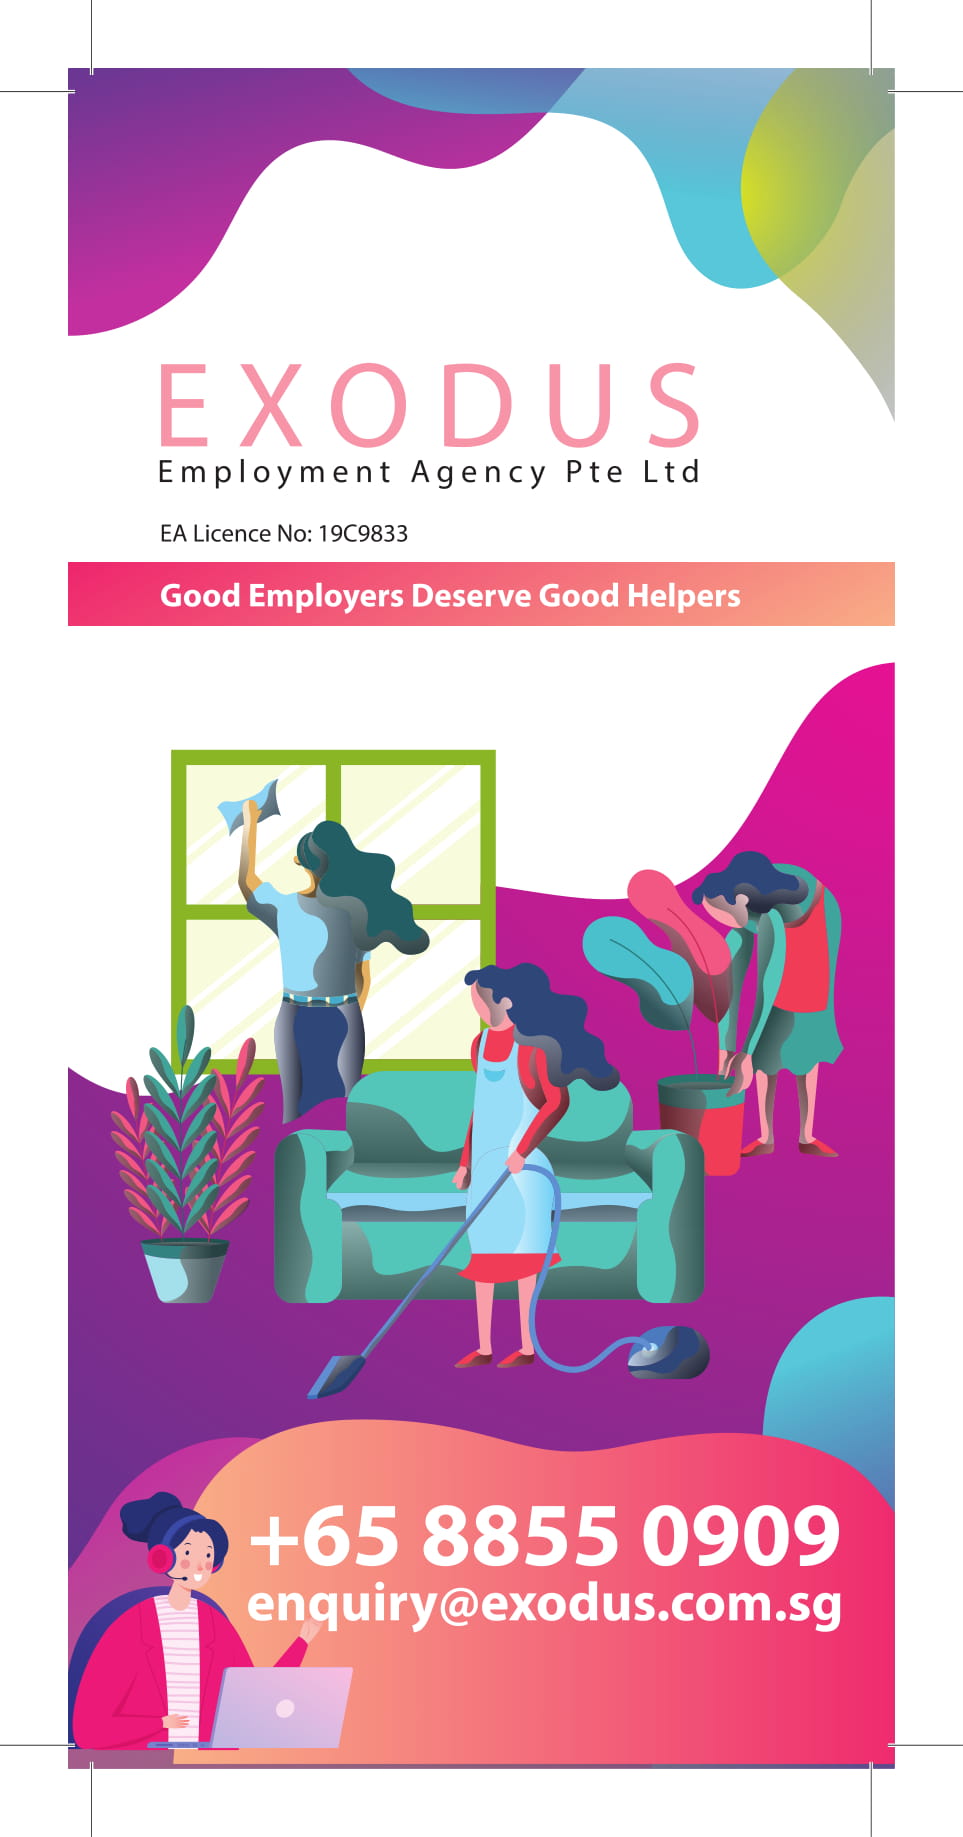 EXODUS
Employment Agency Pte Ltd
EA Licence No: 19C9833
Good Employers Deserve Good Helpers
+65 8855 0909
enquiry@exodus.com.sg